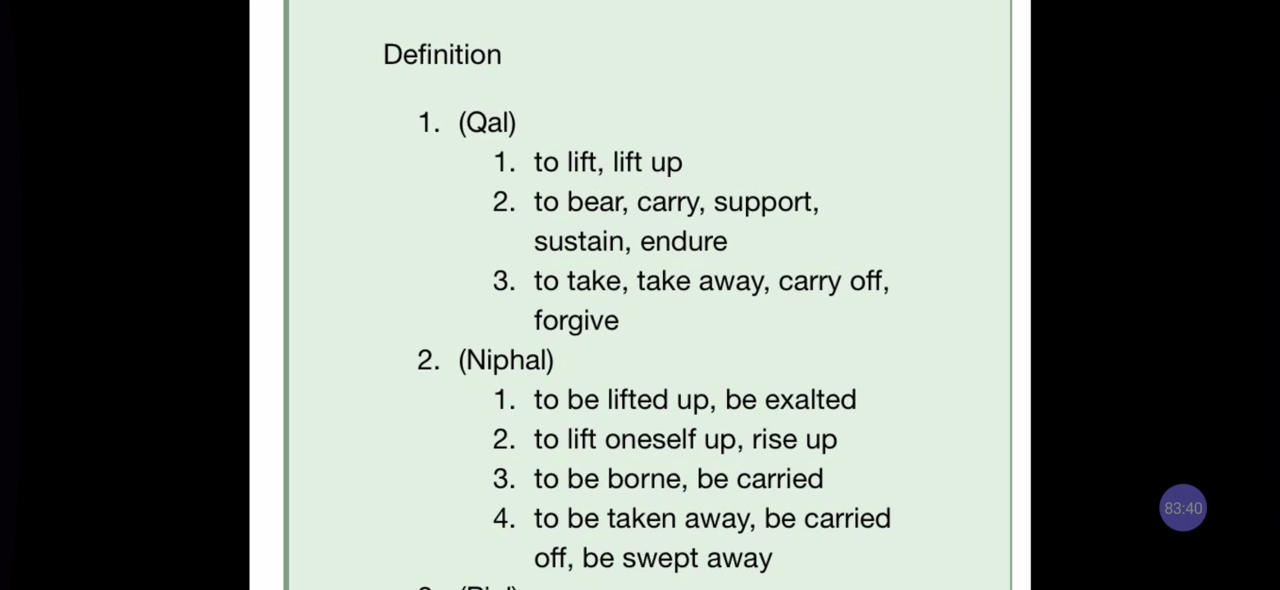 Definition
1. (Qal)
1. to lift, lift up
2. to bear, carry, support,
sustain, endure
3. to take, take away, carry off,
forgive
2. (Niphal)
1. to be lifted up, be exalted
2. to lift oneself up, rise up
3. to be borne, be carried
4. to be taken away, be carried
off, be swept away
83:40